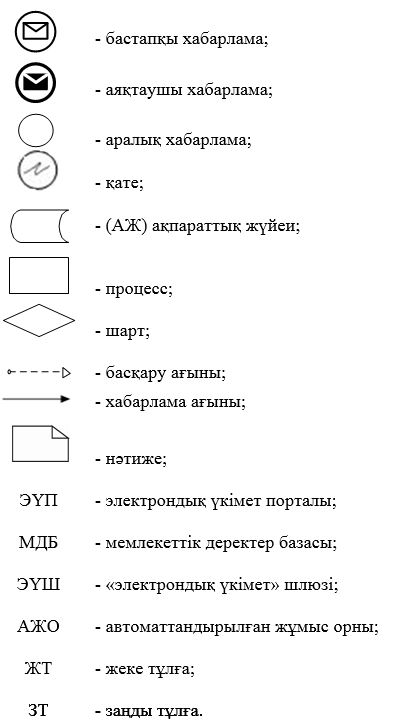 - бастапқы хабарлама;
- аяқтаушы хабарлама;
- аралық хабарлама;
- қате;
- (АЖ) ақпараттық жүйеи;
- процесс;
- шарт;
- басқару ағыны;
- хабарлама ағыны;
- нәтиже;
ЭҮП - электрондық үкімет порталы;
МДБ - мемлекеттік деректер базасы;
ЭҮШ - «электрондық үкімет» шлюзі;
АЖО - автоматтандырылған жұмыс орны;
ЖТ - жеке тұлға;
ЗТ - заңды тұлға.